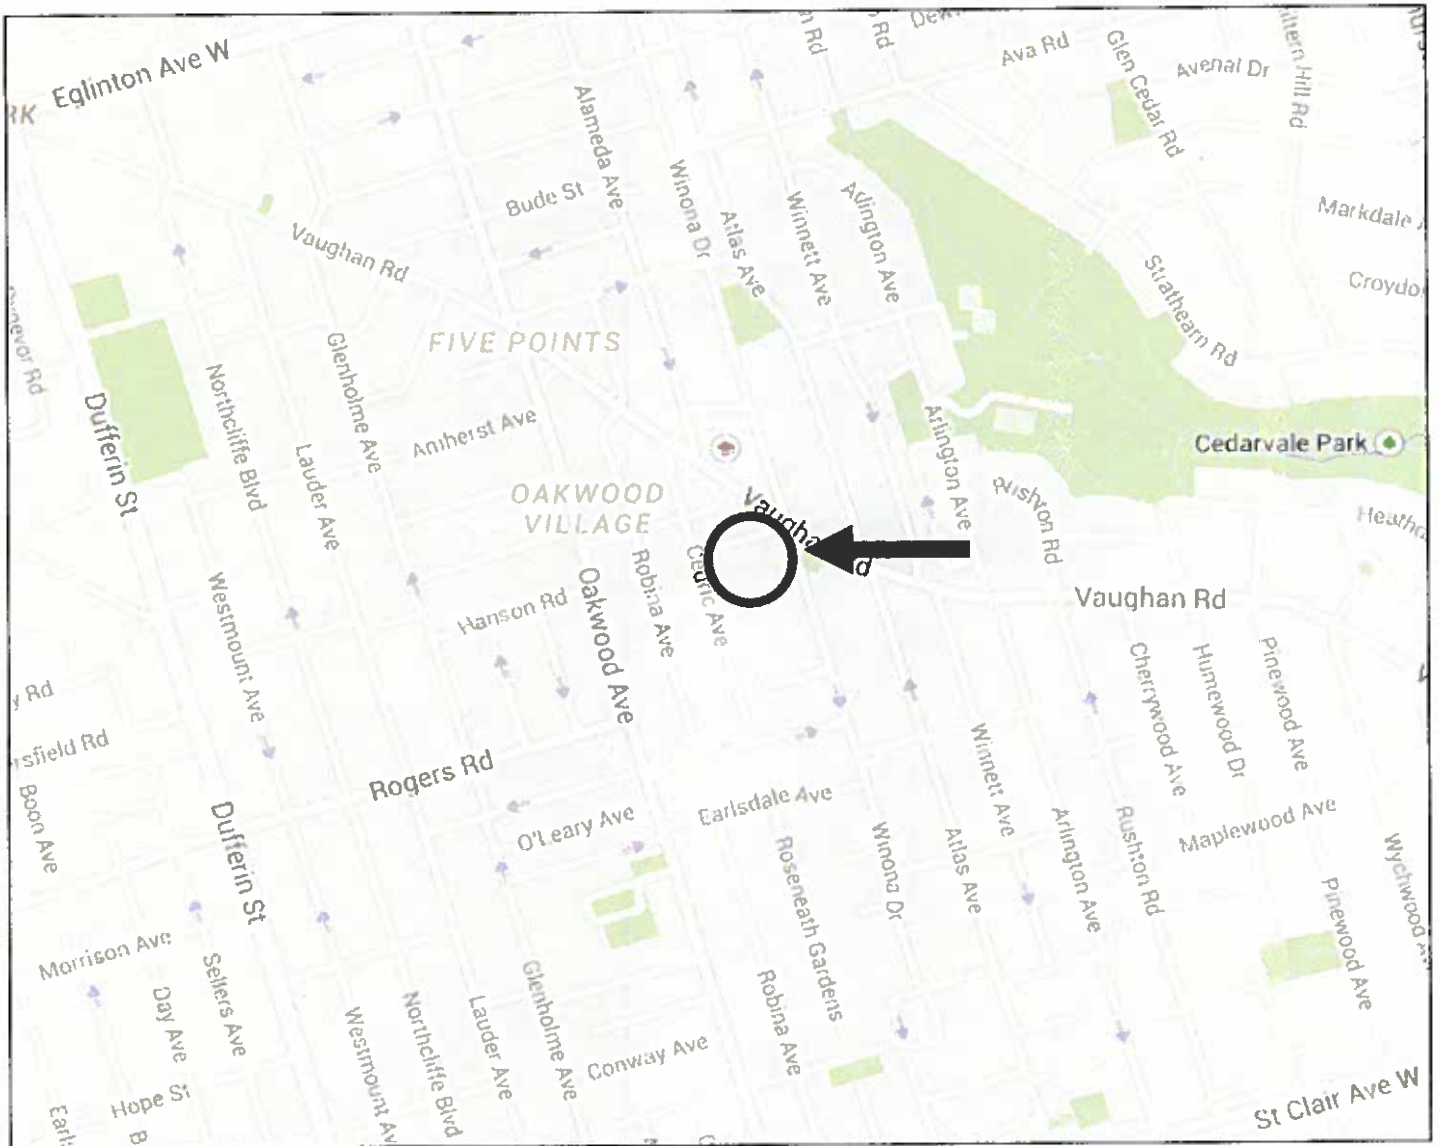 Eglinton Ave W
Ava Rd
Glen Cedar Rd
Avenal Dr
Alameda Ave
Bude St
Winona Dr
Atlas Ave
Winnett Ave
Arlington Ave
Markdale
Vaughan Rd
Strathearn Rd
FIVE POINTS
Glenholme Ave
Northcliffe Blvd
Dufferin St
Lauder Ave
Amherst Ave
Arlington Ave
Cedarvale Park
OAKWOOD
VILLAGE
Rushton Rd
Westmount Ave
Hanson Rd
Oakwood Ave
Robina Ave
Cedric Ave
Vaughan Rd
Cherrywood Ave
Humewood Dr
Pinewood Ave
Rogers Rd
Boon Ave
Dufferin St
O'Leary Ave
Earlsdale Ave
Roseneath Gardens
Winona Dr
Atlas Ave
Winnett Ave
Arlington Ave
Rushton Rd
Maplewood Ave
Pinewood Ave
Wychwood
Morrison Ave
Day Ave
Sellers Ave
Westmount Av
Northcliffe Blvd
Lauder Ave
Glenholme Ave
Conway Ave
Robina Ave
Hope St
St Clair Ave W